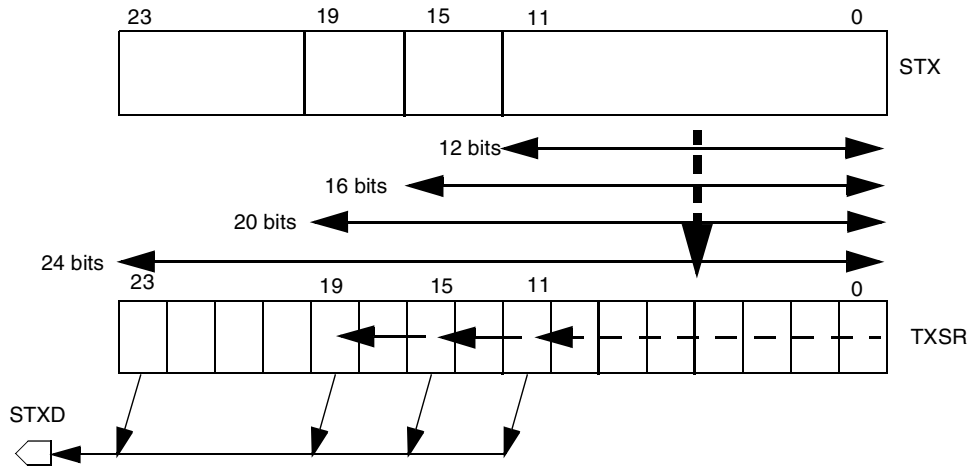 23 19 15 11 0
STX
12 bits
16 bits
20 bits
24 bits
23 19 15 11 0
TXSR
STXD